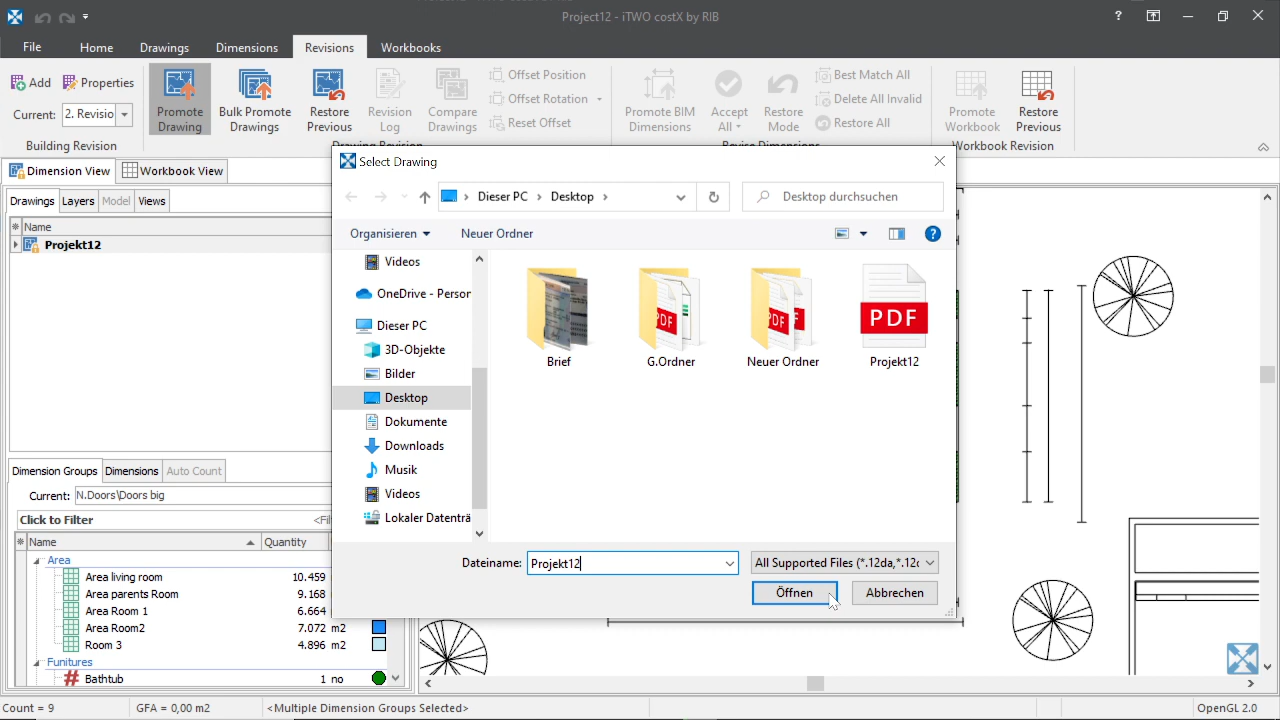 Project12 - iTWO costX by RIB
?
File Home Drawings Dimensions Revisions Workbooks
Add Properties
Current: 2. Revisio
Building Revision
Promote Drawing
Bulk Promote Drawings
Restore Previous
Revision Log
Compare Drawings
Offset Position
Offset Rotation
Reset Offset
Drawing Revision
Promote BIM Dimensions
Accept All
Restore Mode
Best Match All
Delete All Invalid
Restore All
Revise Dimensions
Promote Workbook
Restore Previous
Workbook Revision
Dimension View Workbook View
Drawings Layers Model Views
Name
Projekt12
Dimension Groups Dimensions Auto Count
Current: N.Doors\Doors big
Click to Filter <Fil
Name Quantity
Area
Area living room 10.459
Area parents Room 9.168
Area Room 1 6.664
Area Room2 7.072 m2
Room 3 4.896 m2
Funitures
Bathtub 1 no
Select Drawing
Dieser PC › Desktop ›
Desktop durchsuchen
Organisieren Neuer Ordner
?
Videos
OneDrive - Person
Dieser PC
3D-Objekte
Bilder
Desktop
Dokumente
Downloads
Musik
Videos
Lokaler Datenträ
PDF PDF PDF
Brief G.Ordner Neuer Ordner Projekt12
Dateiname: Projekt12 All Supported Files (*.12da,*.12c
Öffnen Abbrechen
Count = 9 GFA = 0,00 m2 <Multiple Dimension Groups Selected> OpenGL 2.0